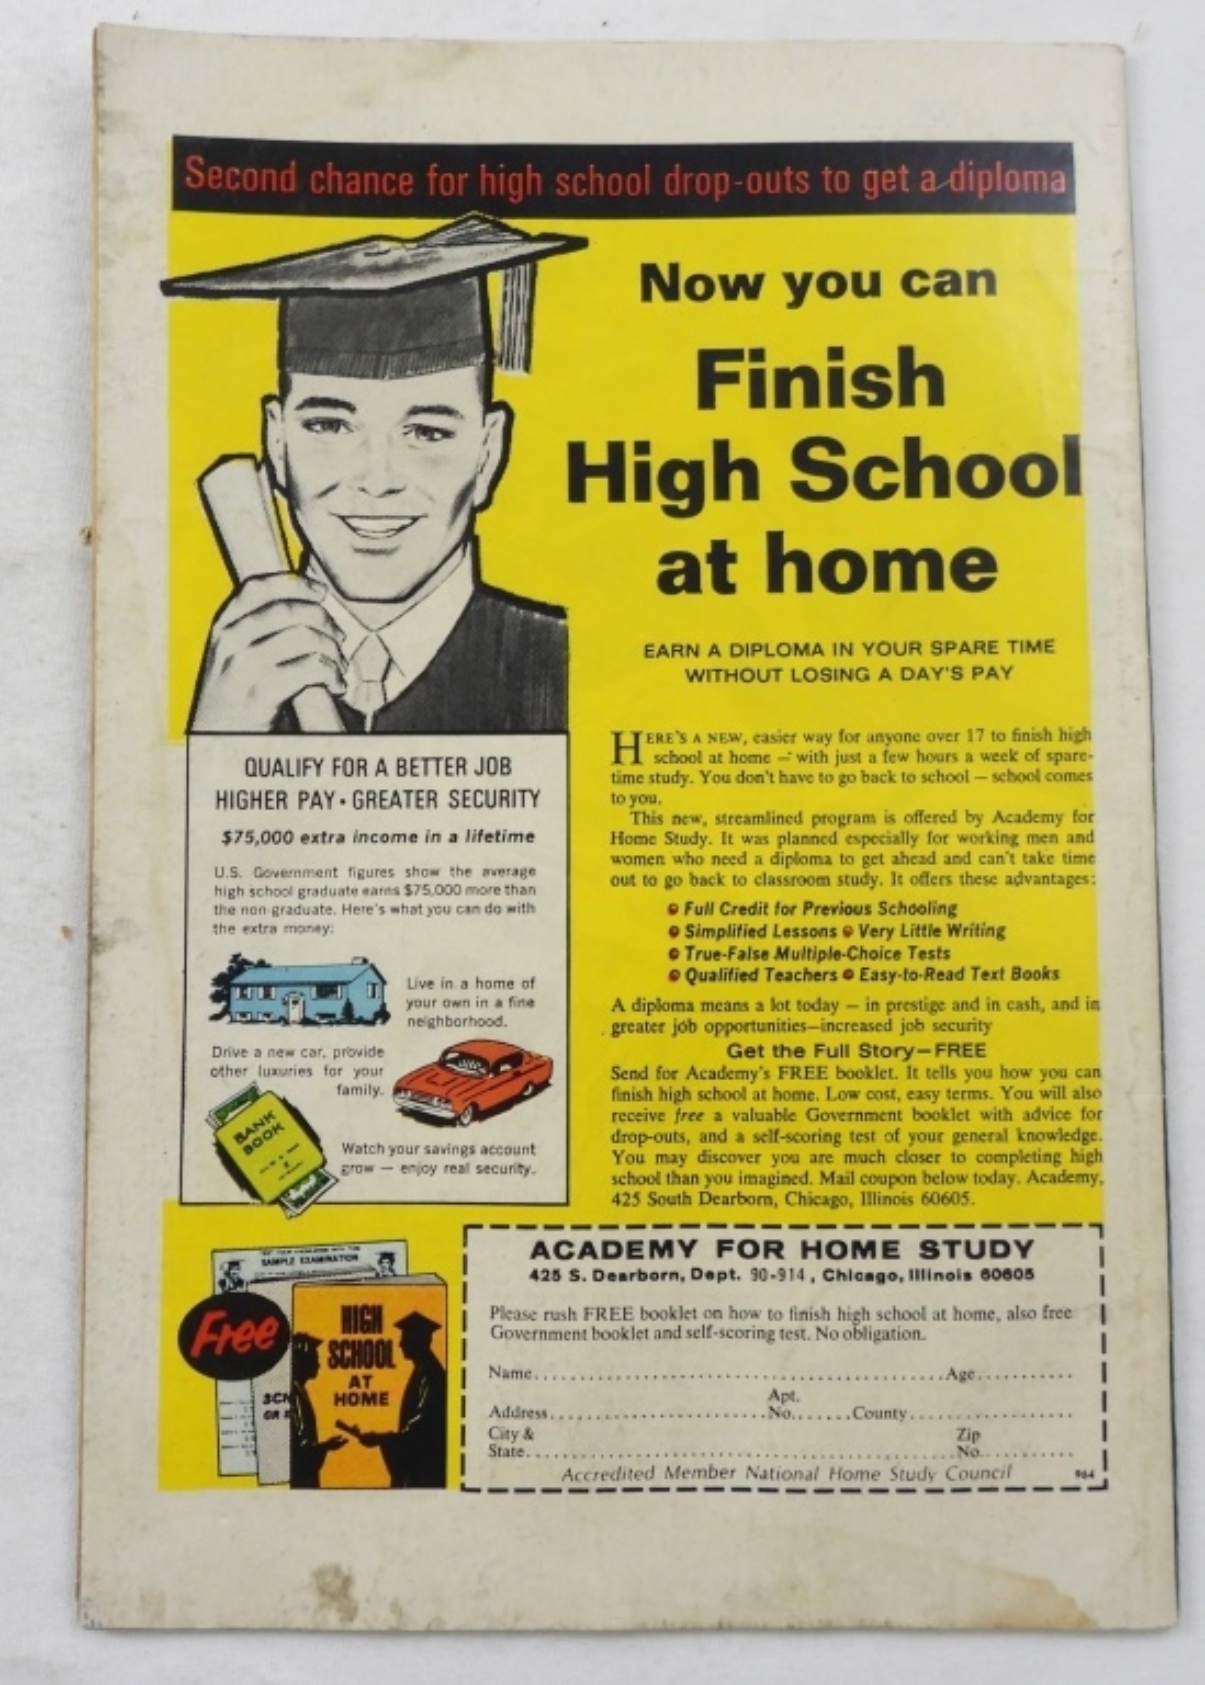 Second chance for high school drop-outs to get a diploma
Now you can
Finish
High School
at home
EARN A DIPLOMA IN YOUR SPARE TIME
WITHOUT LOSING A DAY'S PAY
QUALIFY FOR A BETTER JOB
HIGHER PAY • GREATER SECURITY
$75,000 extra income in a lifetime
U.S. Government figures show the average
high school graduate earns $75,000 more than
the non-graduate. Here's what you can do with
the extra money:
Live in a home of
your own in a fine
neighborhood.
Drive a new car, provide
other luxuries for your
family.
BANK
BOOK
Watch your savings account
grow — enjoy real security.
HERE'S A NEW, easier way for anyone over 17 to finish high
school at home — with just a few hours a week of spare-
time study. You don't have to go back to school — school comes
to you.
This new, streamlined program is offered by Academy for
Home Study. It was planned especially for working men and
women who need a diploma to get ahead and can't take time
out to go back to classroom study. It offers these advantages:
• Full Credit for Previous Schooling
• Simplified Lessons • Very Little Writing
• True-False Multiple-Choice Tests
• Qualified Teachers • Easy-to-Read Text Books
A diploma means a lot today — in prestige and in cash, and in
greater job opportunities—increased job security
Get the Full Story—FREE
Send for Academy's FREE booklet. It tells you how you can
finish high school at home. Low cost, easy terms. You will also
receive free a valuable Government booklet with advice for
drop-outs, and a self-scoring test of your general knowledge.
You may discover you are much closer to completing high
school than you imagined. Mail coupon below today. Academy,
425 South Dearborn, Chicago, Illinois 60605.
SAMPLE EXAMINATION
Free
HIGH
SCHOOL
AT
HOME
SCH
OR
ACADEMY FOR HOME STUDY
425 S. Dearborn, Dept. 90-914, Chicago, Illinois 60605
Please rush FREE booklet on how to finish high school at home, also free
Government booklet and self-scoring test. No obligation.
Name.......Age.......
Apt.
Address.......No.......County.......
City & Zip
State.......No.......
Accredited Member National Home Study Council 964